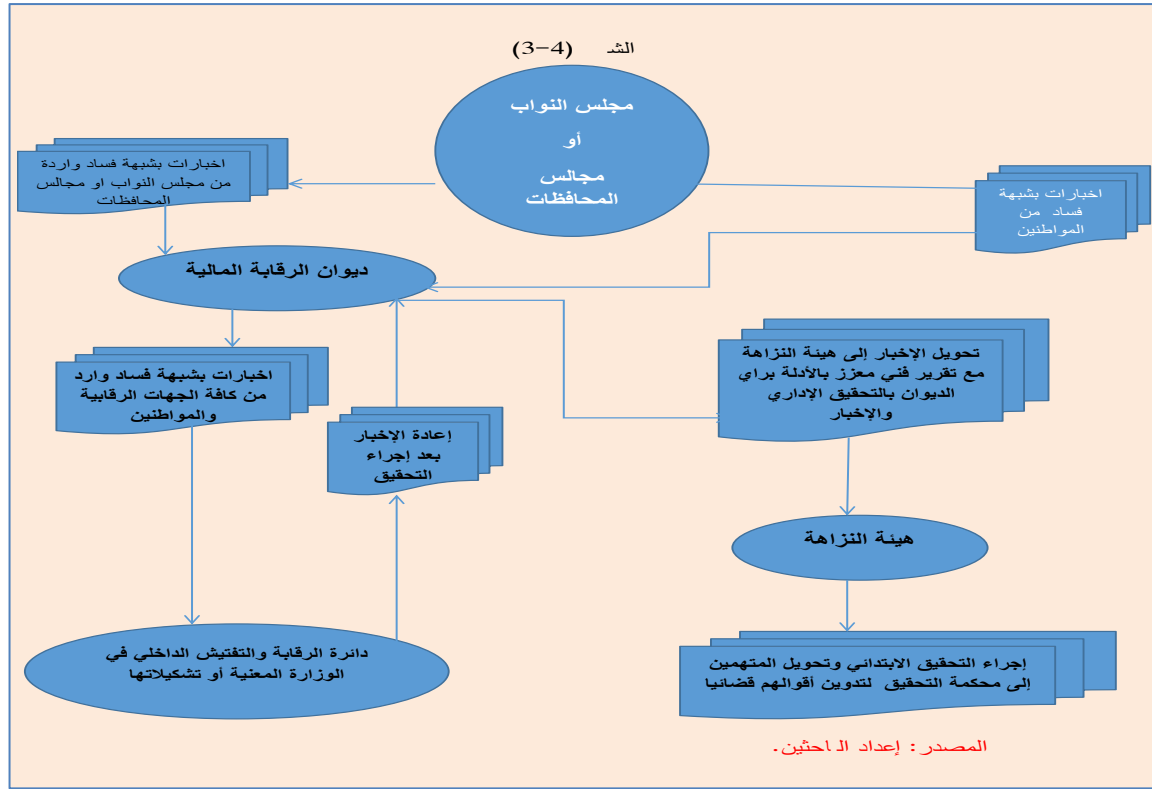 (3-4)
مجلس النواب
أو
مجالس
المحافظات
اخبارات بشبهة فساد واردة
من مجلس النواب او مجالس
المحافظات
اخبارات بشبهة
فساد من
المواطنين
ديوان الرقابة المالية
اخبارات بشبهة فساد وارد
من كافة الجهات الرقابية
والمواطنين
إعادة الإخبار
بعد إجراء
التحقيق
تحويل الإخبار إلى هيئة النزاهة
مع تقرير فني معزز بالأدلة براي
الديوان بالتحقيق الإداري
والإخبار
هيئة النزاهة
دائرة الرقابة والتفتيش الداخلي في
الوزارة المعنية أو تشكيلاتها
إجراء التحقيق الابتدائي وتحويل المتهمين
إلى محكمة التحقيق لتدوين أقوالهم قضائيا
المصدر: إعداد